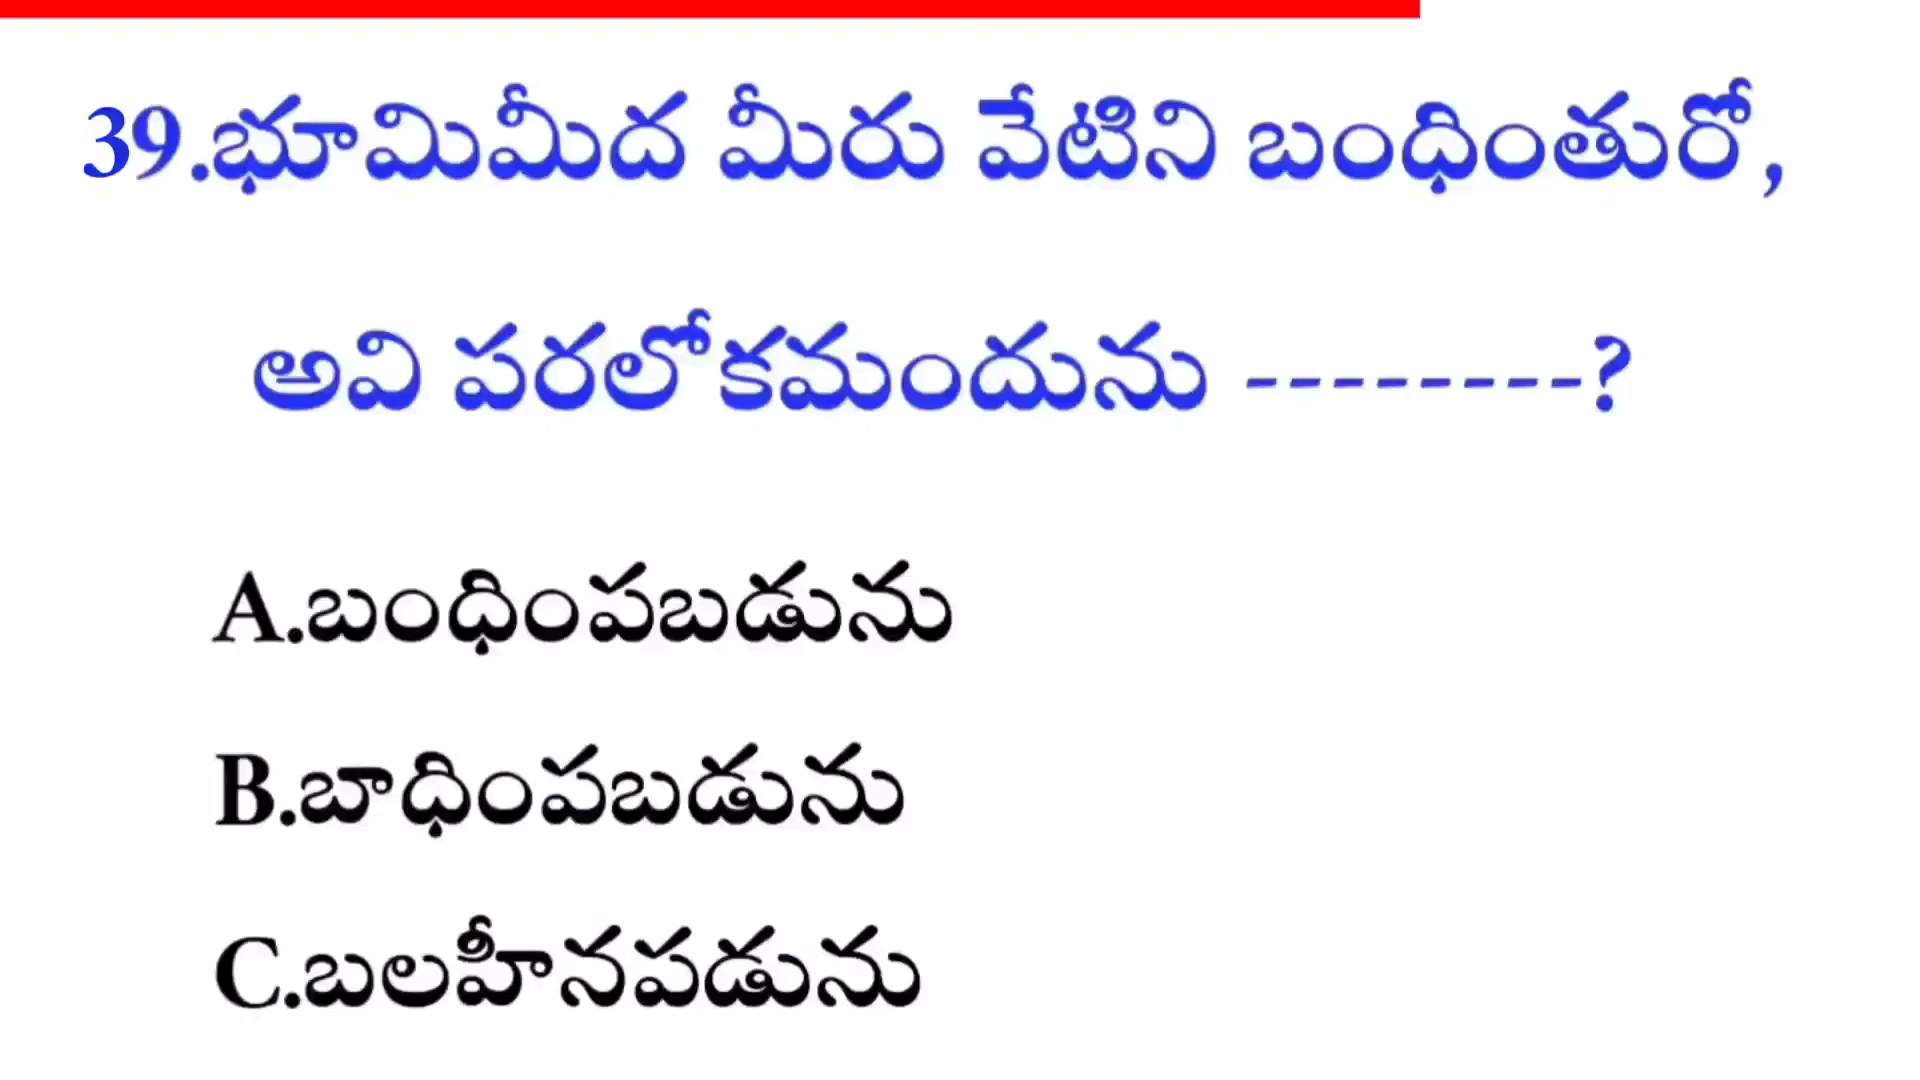 39.భూమిమీద మీరు వేటిని బంధింతురో,
అవి పరలోకమందును --------?
A.బంధింపబడును
B.బాధింపబడును
C.బలహీనపడును